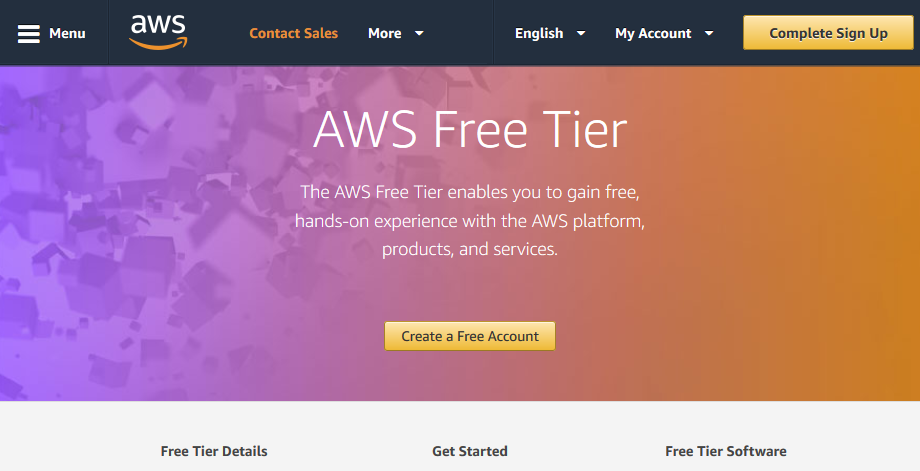 Menu
aws
Contact Sales
More
English
My Account
Complete Sign Up
AWS Free Tier
The AWS Free Tier enables you to gain free,
hands-on experience with the AWS platform,
products, and services.
Create a Free Account
Free Tier Details
Get Started
Free Tier Software